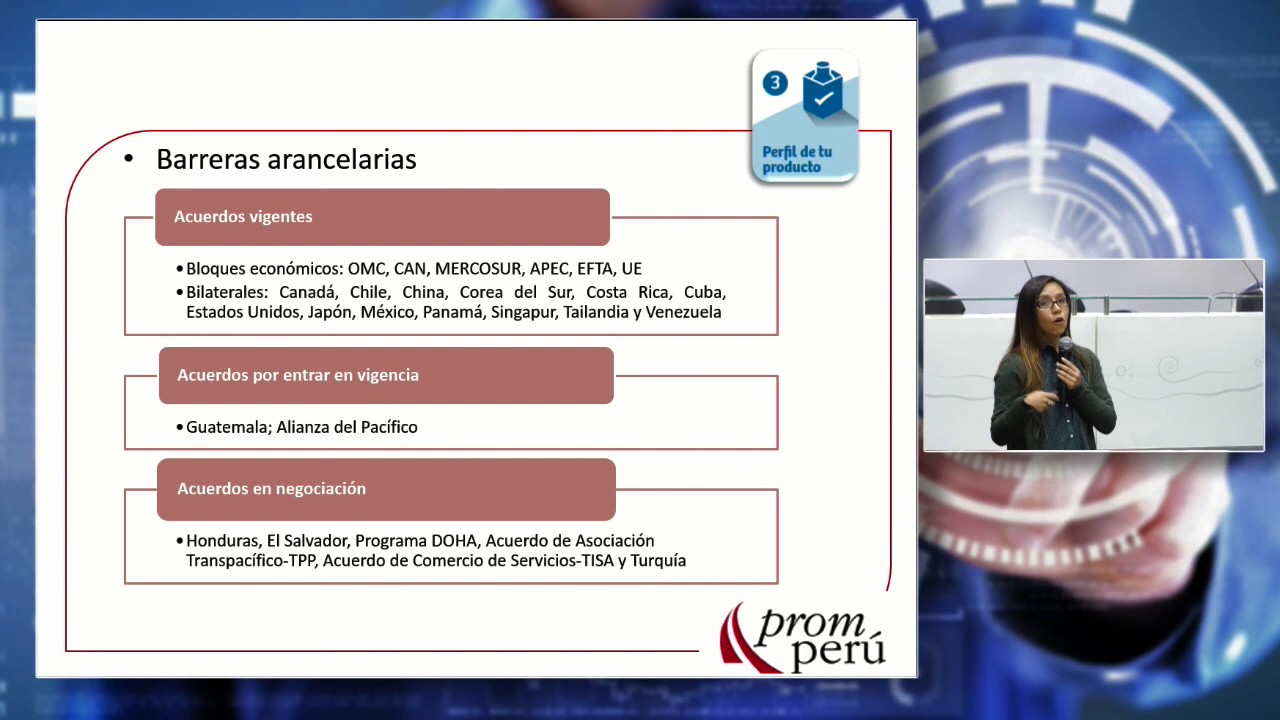 3
Perfil de tu
producto
• Barreras arancelarias
Acuerdos vigentes
•Bloques económicos: OMC, CAN, MERCOSUR, APEC, EFTA, UE
•Bilaterales: Canadá, Chile, China, Corea del Sur, Costa Rica, Cuba,
Estados Unidos, Japón, México, Panamá, Singapur, Tailandia y Venezuela
Acuerdos por entrar en vigencia
•Guatemala; Alianza del Pacífico
Acuerdos en negociación
•Honduras, El Salvador, Programa DOHA, Acuerdo de Asociación
Transpacífico-TPP, Acuerdo de Comercio de Servicios-TISA y Turquía
prom
perú